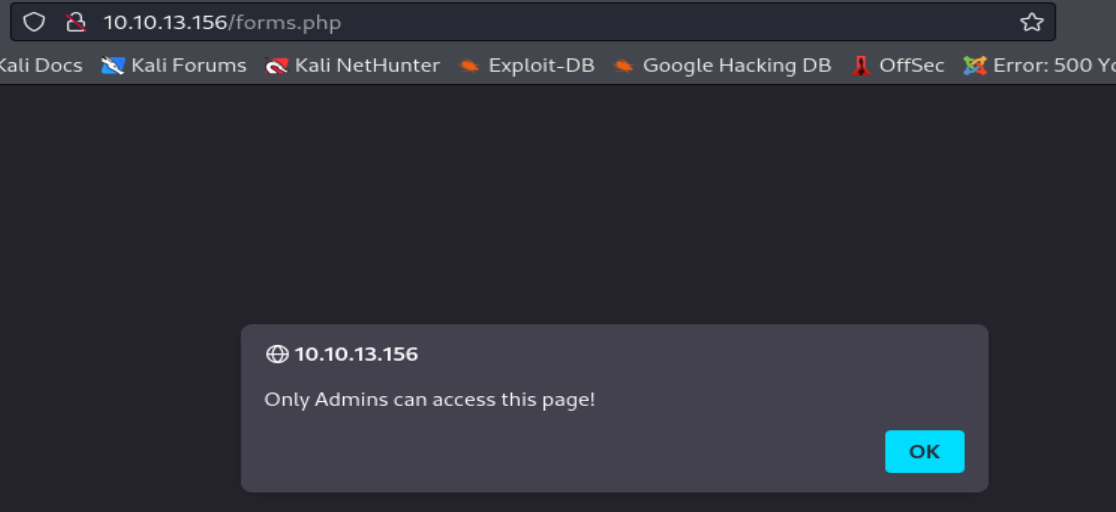 10.10.13.156/forms.php
Kali Docs Kali Forums Kali NetHunter Exploit-DB Google Hacking DB OffSec Error: 500 Yo
10.10.13.156
Only Admins can access this page!
OK